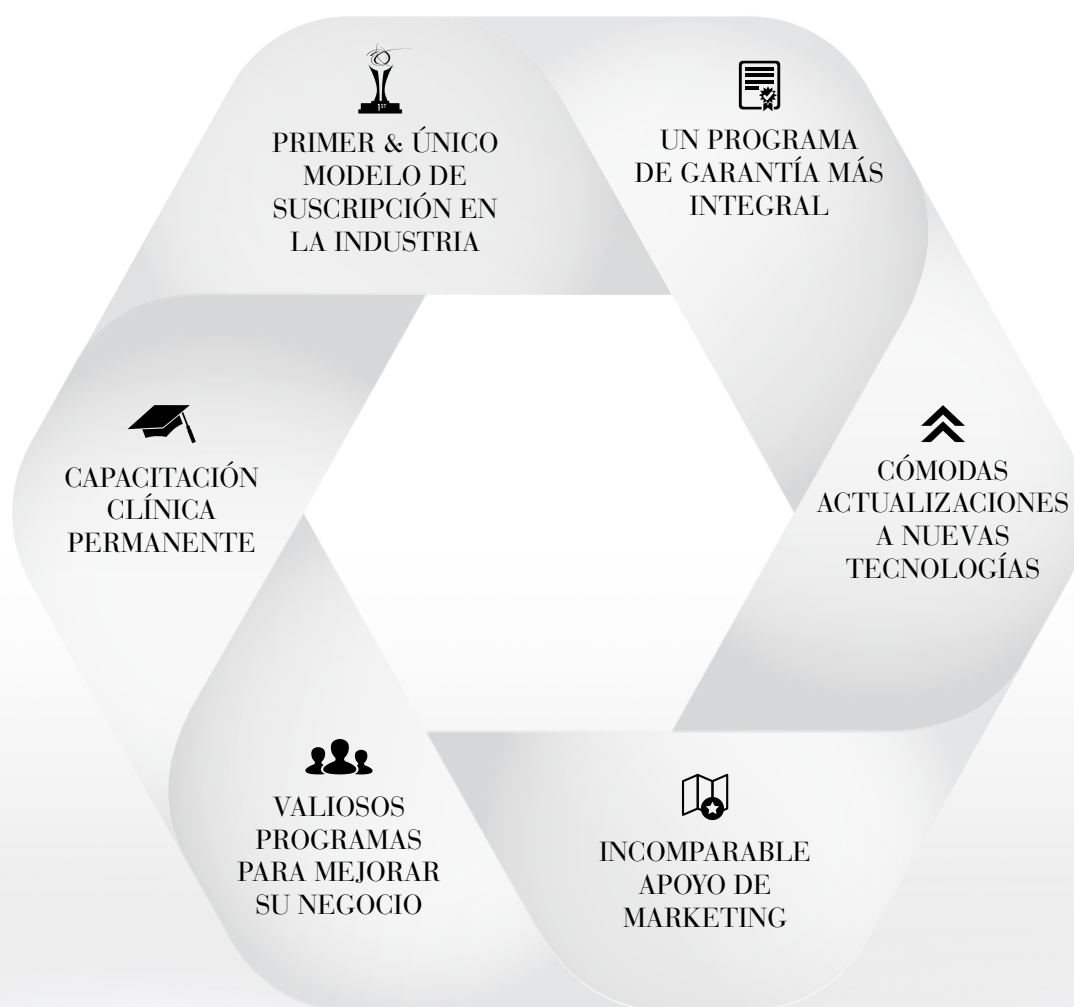 1ST
PRIMER & ÚNICO
MODELO DE
SUSCRIPCIÓN EN
LA INDUSTRIA
UN PROGRAMA
DE GARANTÍA MÁS
INTEGRAL
CÓMODAS
ACTUALIZACIONES
A NUEVAS
TECNOLOGÍAS
INCOMPARABLE
APOYO DE
MARKETING
VALIOSOS
PROGRAMAS
PARA MEJORAR
SU NEGOCIO
CAPACITACIÓN
CLÍNICA
PERMANENTE